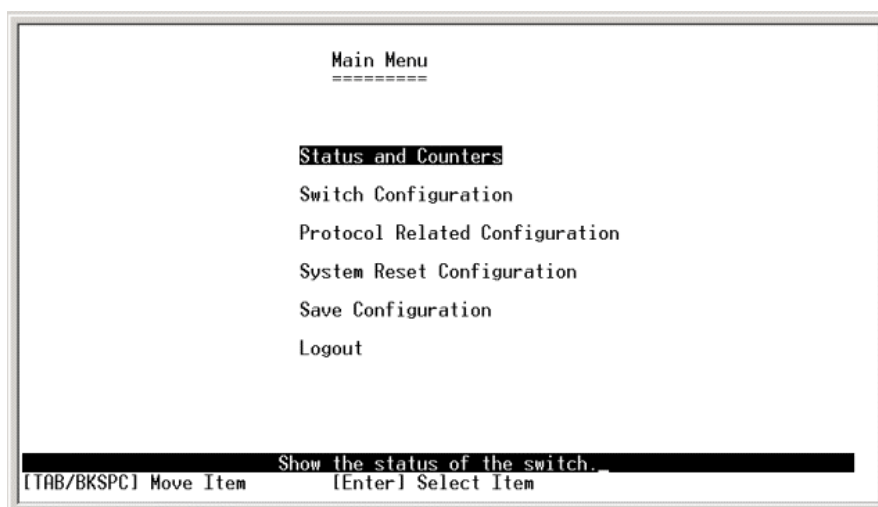 Main Menu
=========
Status and Counters
Switch Configuration
Protocol Related Configuration
System Reset Configuration
Save Configuration
Logout
Show the status of the switch._
[TAB/BKSPC] Move Item [Enter] Select Item